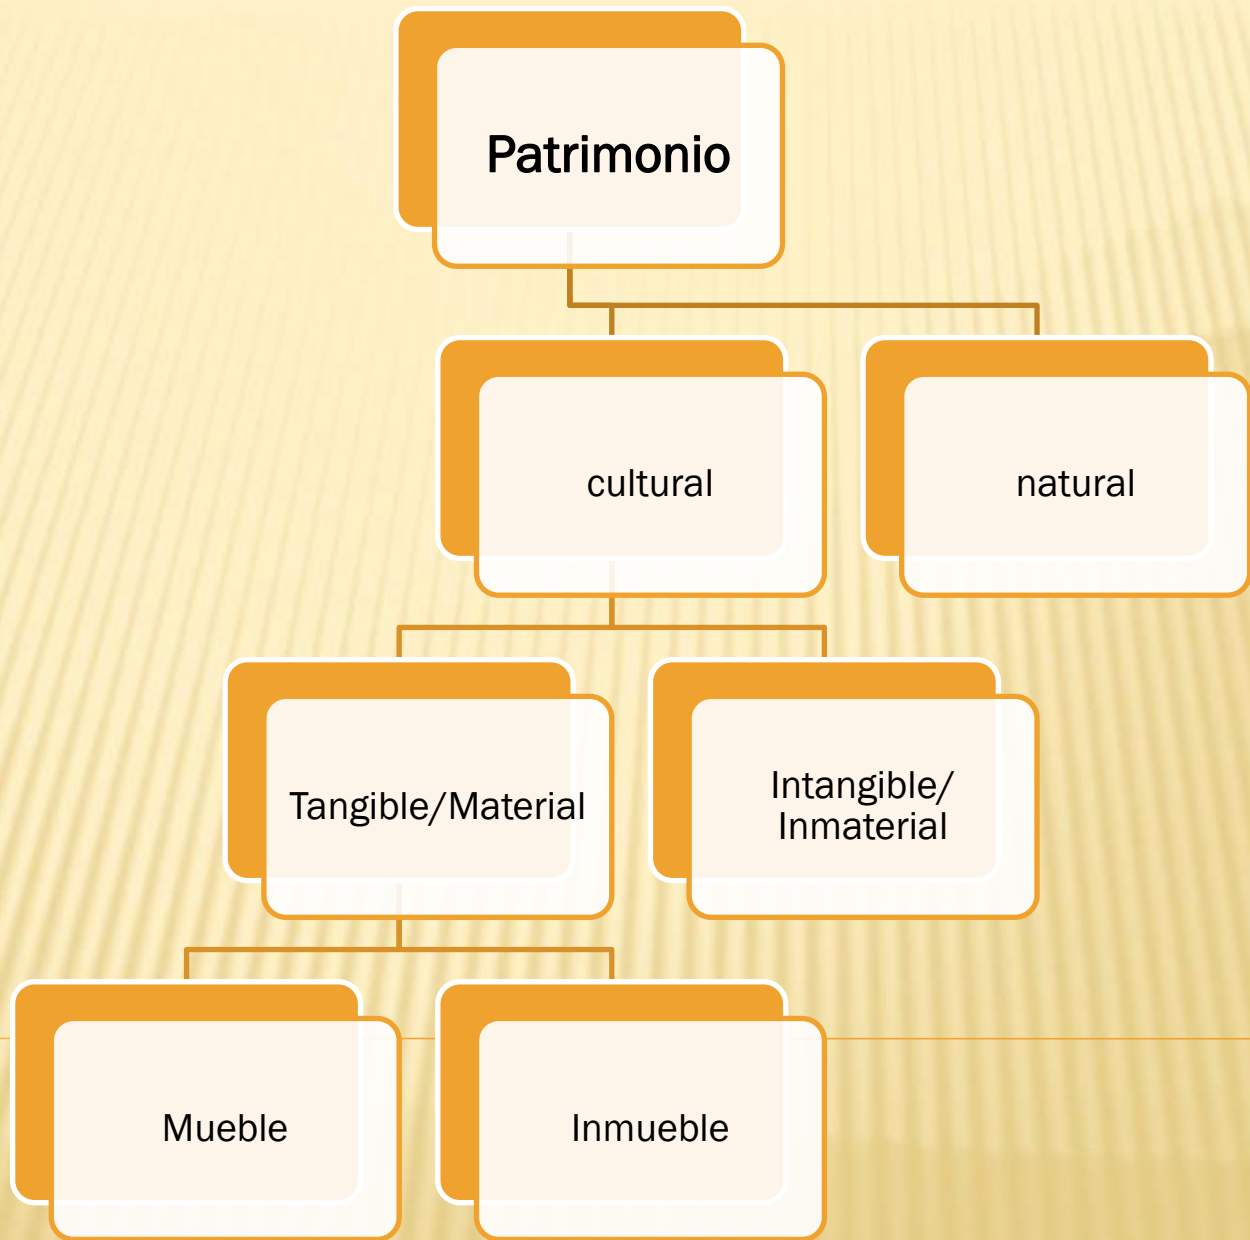 Patrimonio
cultural
natural
Tangible/Material
Intangible/
Inmaterial
Mueble
Inmueble